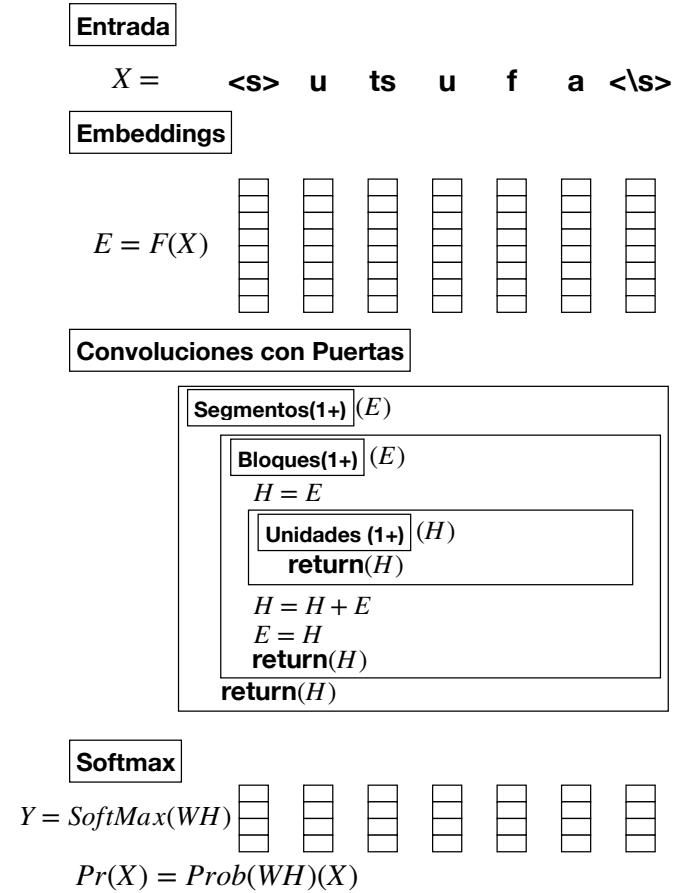 Entrada
X = <s> u ts u f a <\s>
Embeddings
E = F(X)
Convoluciones con Puertas
Segmentos(1+) (E)
Bloques(1+) (E)
H = E
Unidades (1+) (H)
return(H)
H = H + E
E = H
return(H)
return(H)
Softmax
Y = SoftMax(WH)
Pr(X) = Prob(WH)(X)